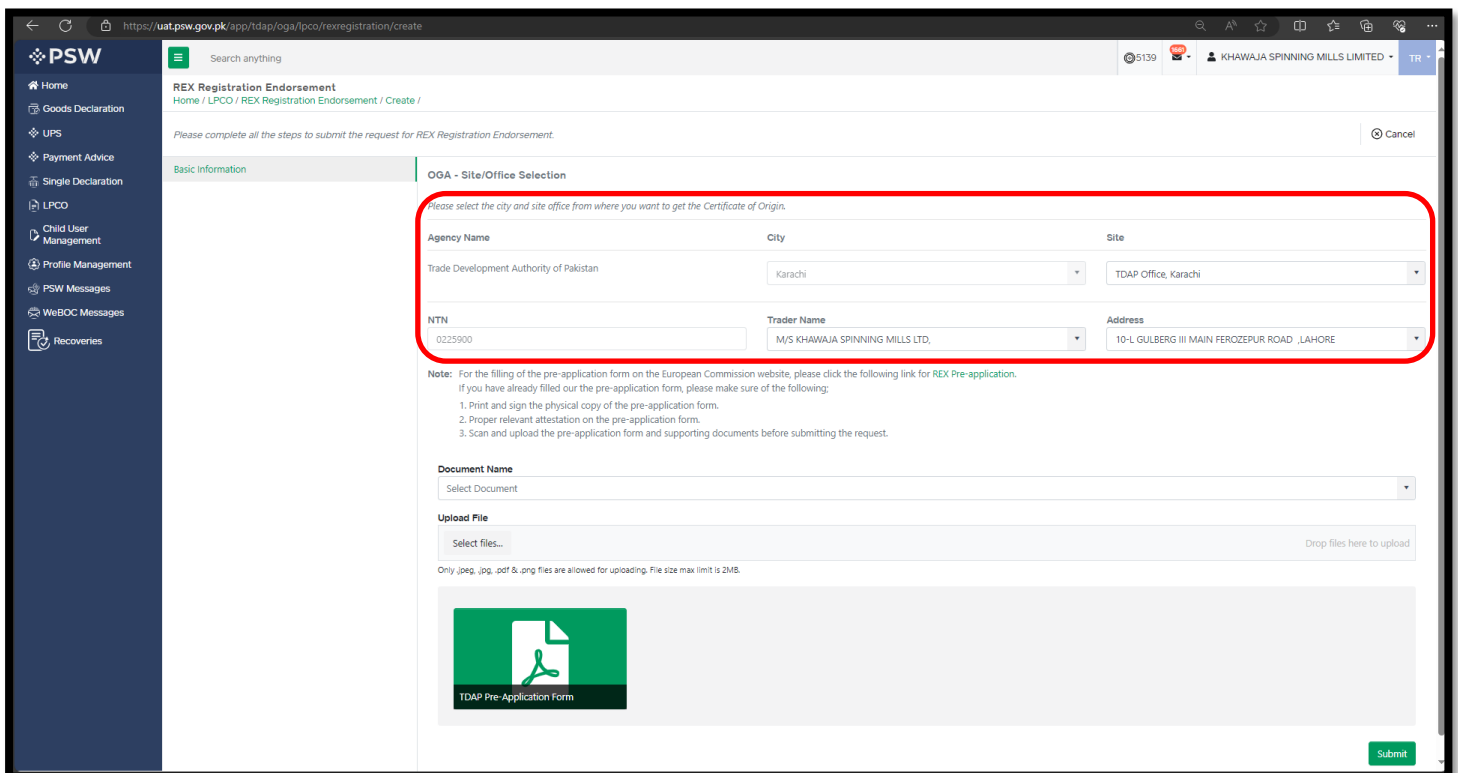 https://uat.psw.gov.pk/app/tdap/oga/lpco/rexregistration/create
PSW
Search anything
5139
1561
KHAWAJA SPINNING MILLS LIMITED
TR
Home
Goods Declaration
UPS
Payment Advice
Single Declaration
LPCO
Child User
Management
Profile Management
PSW Messages
WeBOC Messages
Recoveries
REX Registration Endorsement
Home / LPCO / REX Registration Endorsement / Create /
Please complete all the steps to submit the request for REX Registration Endorsement.
Cancel
Basic Information
OGA - Site/Office Selection
Please select the city and site office from where you want to get the Certificate of Origin.
Agency Name City Site
Trade Development Authority of Pakistan Karachi TDAP Office, Karachi
NTN Trader Name Address
0225900 M/S KHAWAJA SPINNING MILLS LTD, 10-L GULBERG III MAIN FEROZEPUR ROAD ,LAHORE
Note: For the filling of the pre-application form on the European Commission website, please click the following link for REX Pre-application.
If you have already filled our the pre-application form, please make sure of the following;
1. Print and sign the physical copy of the pre-application form.
2. Proper relevant attestation on the pre-application form.
3. Scan and upload the pre-application form and supporting documents before submitting the request.
Document Name
Select Document
Upload File
Select files... Drop files here to upload
Only .jpeg, .jpg, .pdf & .png files are allowed for uploading. File size max limit is 2MB.
TDAP Pre-Application Form
Submit